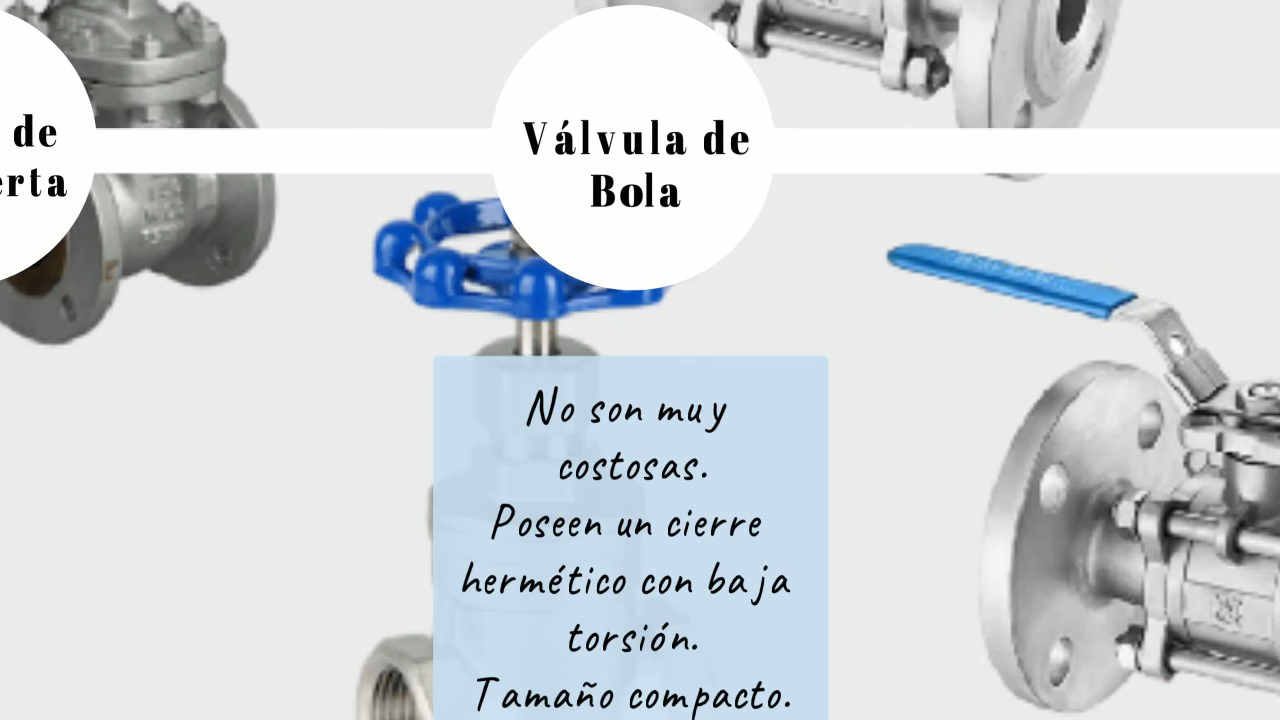 de
erta
Válvula de
Bola
No son muy
costosas.
Poseen un cierre
hermético con baja
torsión.
Tamaño compacto.